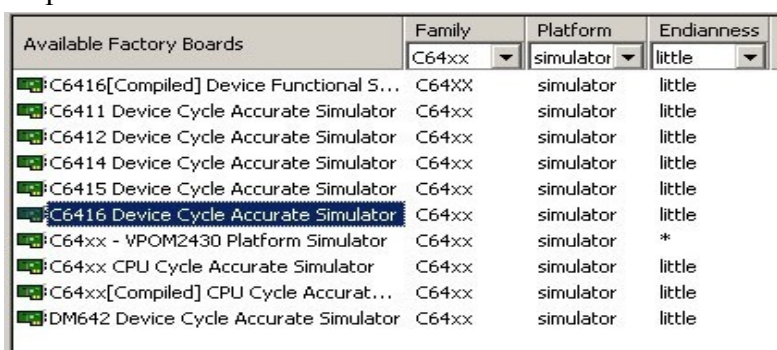 Available Factory Boards Family Platform Endianness
C64xx simulator little
C6416[Compiled] Device Functional S... C64XX simulator little
C6411 Device Cycle Accurate Simulator C64xx simulator little
C6412 Device Cycle Accurate Simulator C64xx simulator little
C6414 Device Cycle Accurate Simulator C64xx simulator little
C6415 Device Cycle Accurate Simulator C64xx simulator little
C6416 Device Cycle Accurate Simulator C64xx simulator little
C64xx - VPOM2430 Platform Simulator C64xx simulator *
C64xx CPU Cycle Accurate Simulator C64xx simulator little
C64xx[Compiled] CPU Cycle Accurat... C64xx simulator little
DM642 Device Cycle Accurate Simulator C64xx simulator little